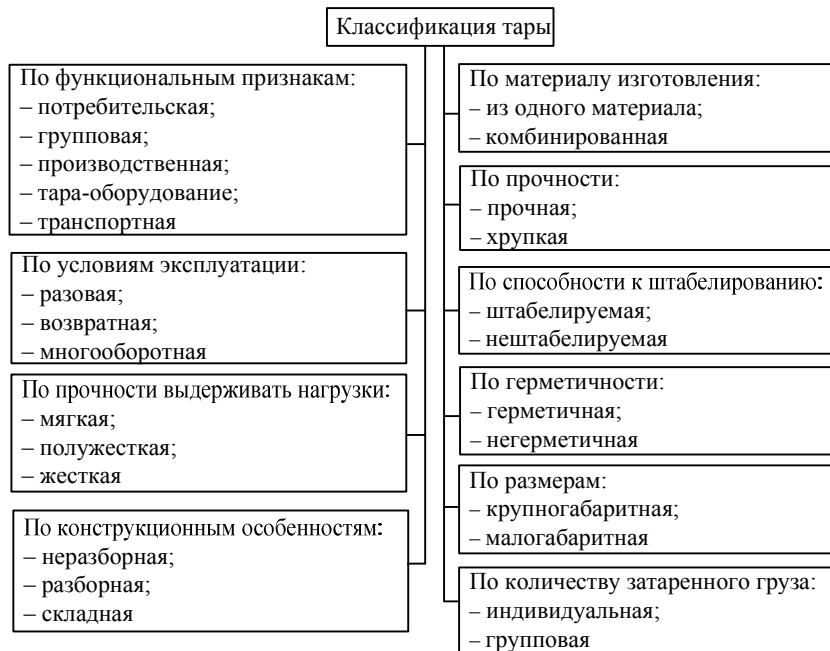 Классификация тары
По функциональным признакам:
– потребительская;
– групповая;
– производственная;
– тара-оборудование;
– транспортная
По условиям эксплуатации:
– разовая;
– возвратная;
– многооборотная
По прочности выдерживать нагрузки:
– мягкая;
– полужесткая;
– жесткая
По конструкционным особенностям:
– неразборная;
– разборная;
– складная
По материалу изготовления:
– из одного материала;
– комбинированная
По прочности:
– прочная;
– хрупкая
По способности к штабелированию:
– штабелируемая;
– нештабелируемая
По герметичности:
– герметичная;
– негерметичная
По размерам:
– крупногабаритная;
– малогабаритная
По количеству затаренного груза:
– индивидуальная;
– групповая